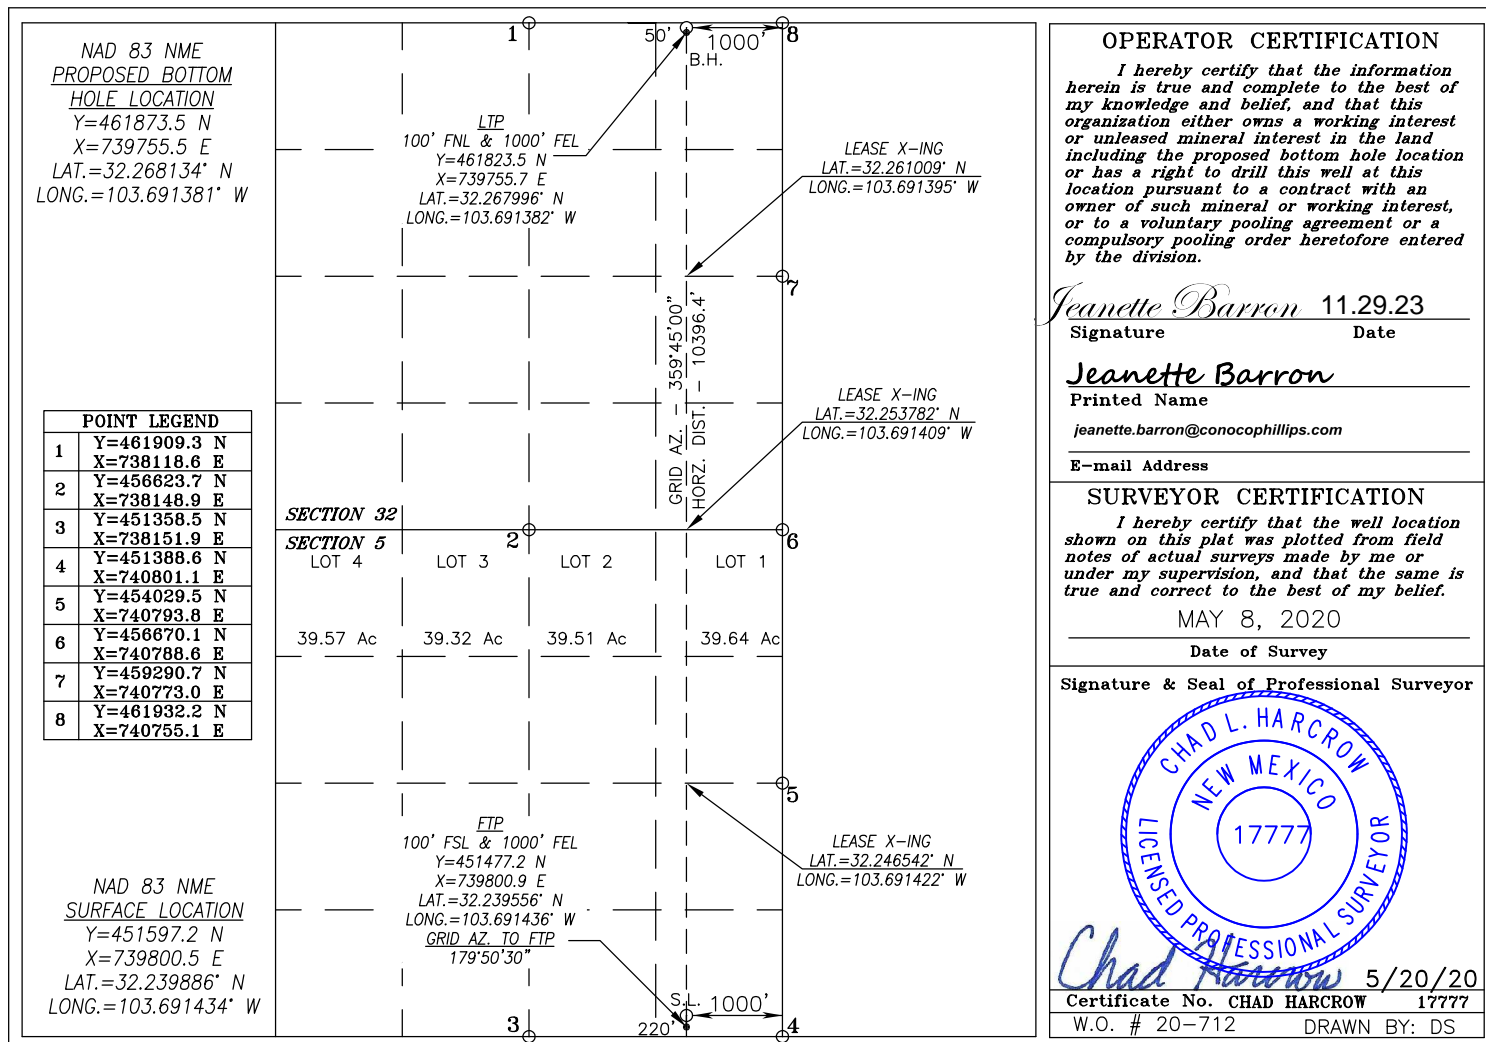 NAD 83 NME
PROPOSED BOTTOM
HOLE LOCATION
Y=461873.5 N
X=739755.5 E
LAT.=32.268134° N
LONG.=103.691381° W
POINT LEGEND
1 Y=461909.3 N
X=738118.6 E
2 Y=456623.7 N
X=738148.9 E
3 Y=451358.5 N
X=738151.9 E
4 Y=451388.6 N
X=740801.1 E
5 Y=454029.5 N
X=740793.8 E
6 Y=456670.1 N
X=740788.6 E
7 Y=459290.7 N
X=740773.0 E
8 Y=461932.2 N
X=740755.1 E
NAD 83 NME
SURFACE LOCATION
Y=451597.2 N
X=739800.5 E
LAT.=32.239886° N
LONG.=103.691434° W
1
50'
1000'
8
B.H.
LTP
100' FNL & 1000' FEL
Y=461823.5 N
X=739755.7 E
LAT.=32.267996° N
LONG.=103.691382° W
LEASE X-ING
LAT.=32.261009° N
LONG.=103.691395° W
7
GRID AZ. - 359°45'00"
HORZ. DIST. - 10396.4'
LEASE X-ING
LAT.=32.253782° N
LONG.=103.691409° W
SECTION 32
SECTION 5
2
6
LOT 4 LOT 3 LOT 2 LOT 1
39.57 Ac 39.32 Ac 39.51 Ac 39.64 Ac
5
FTP
100' FSL & 1000' FEL
Y=451477.2 N
X=739800.9 E
LAT.=32.239556° N
LONG.=103.691436° W
GRID AZ. TO FTP
179°50'30"
LEASE X-ING
LAT.=32.246542° N
LONG.=103.691422° W
S.L. 1000'
220'
3
4
OPERATOR CERTIFICATION
I hereby certify that the information
herein is true and complete to the best of
my knowledge and belief, and that this
organization either owns a working interest
or unleased mineral interest in the land
including the proposed bottom hole location
or has a right to drill this well at this
location pursuant to a contract with an
owner of such mineral or working interest,
or to a voluntary pooling agreement or a
compulsory pooling order heretofore entered
by the division.
Jeanette Barron 11.29.23
Signature Date
Jeanette Barron
Printed Name
jeanette.barron@conocophillips.com
E-mail Address
SURVEYOR CERTIFICATION
I hereby certify that the well location
shown on this plat was plotted from field
notes of actual surveys made by me or
under my supervision, and that the same is
true and correct to the best of my belief.
MAY 8, 2020
Date of Survey
Signature & Seal of Professional Surveyor
CHAD L. HARCROW
NEW MEXICO
17777
LICENSED PROFESSIONAL SURVEYOR
Chad Harcrow 5/20/20
Certificate No. CHAD HARCROW 17777
W.O. # 20-712 DRAWN BY: DS